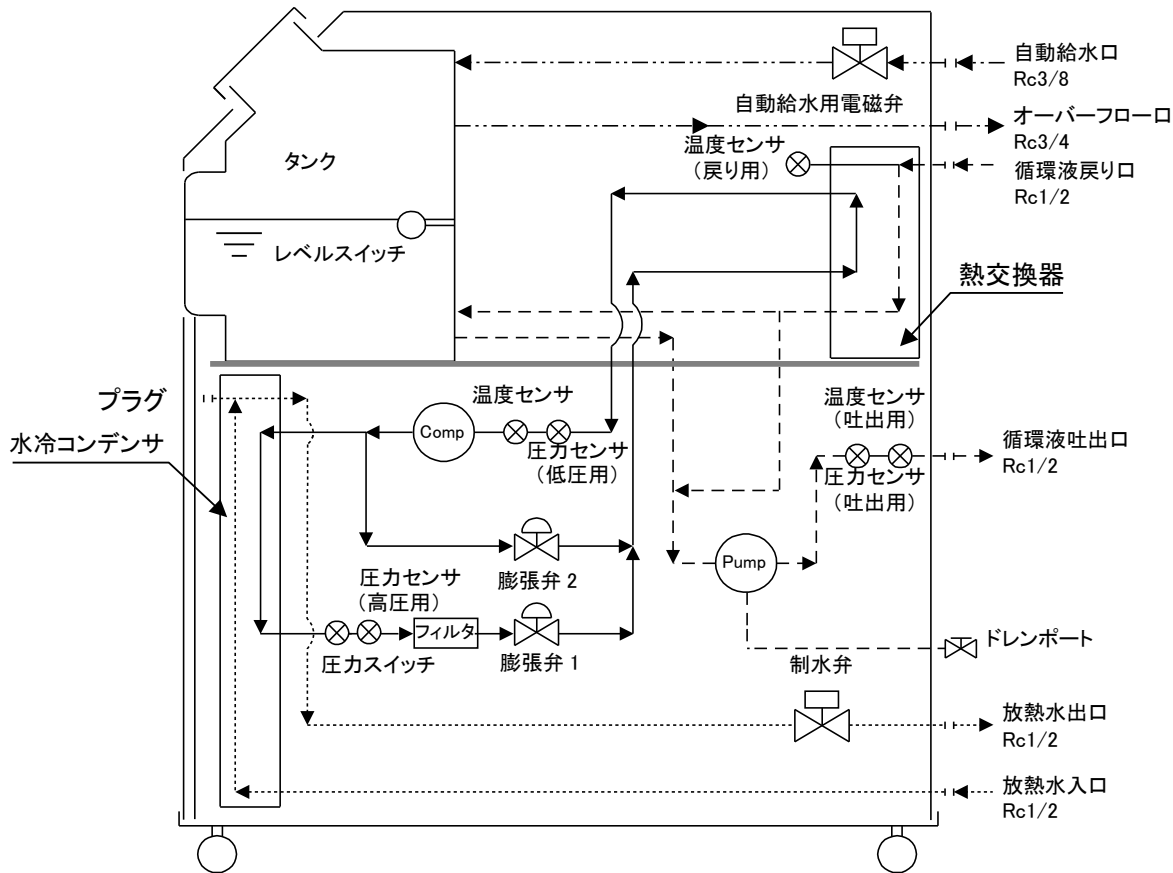 自動給水口
Rc3/8
自動給水用電磁弁
オーバーフロー口
Rc3/4
温度センサ
（戻り用）
循環液戻り口
Rc1/2
タンク
レベルスイッチ
熱交換器
プラグ
水冷コンデンサ
Comp
温度センサ
圧力センサ
（低圧用）
温度センサ
（吐出用）
圧力センサ
（吐出用）
循環液吐出口
Rc1/2
膨張弁 2
Pump
圧力センサ
（高圧用）
フィルタ
圧力スイッチ
膨張弁 1
ドレンポート
制水弁
放熱水出口
Rc1/2
放熱水入口
Rc1/2